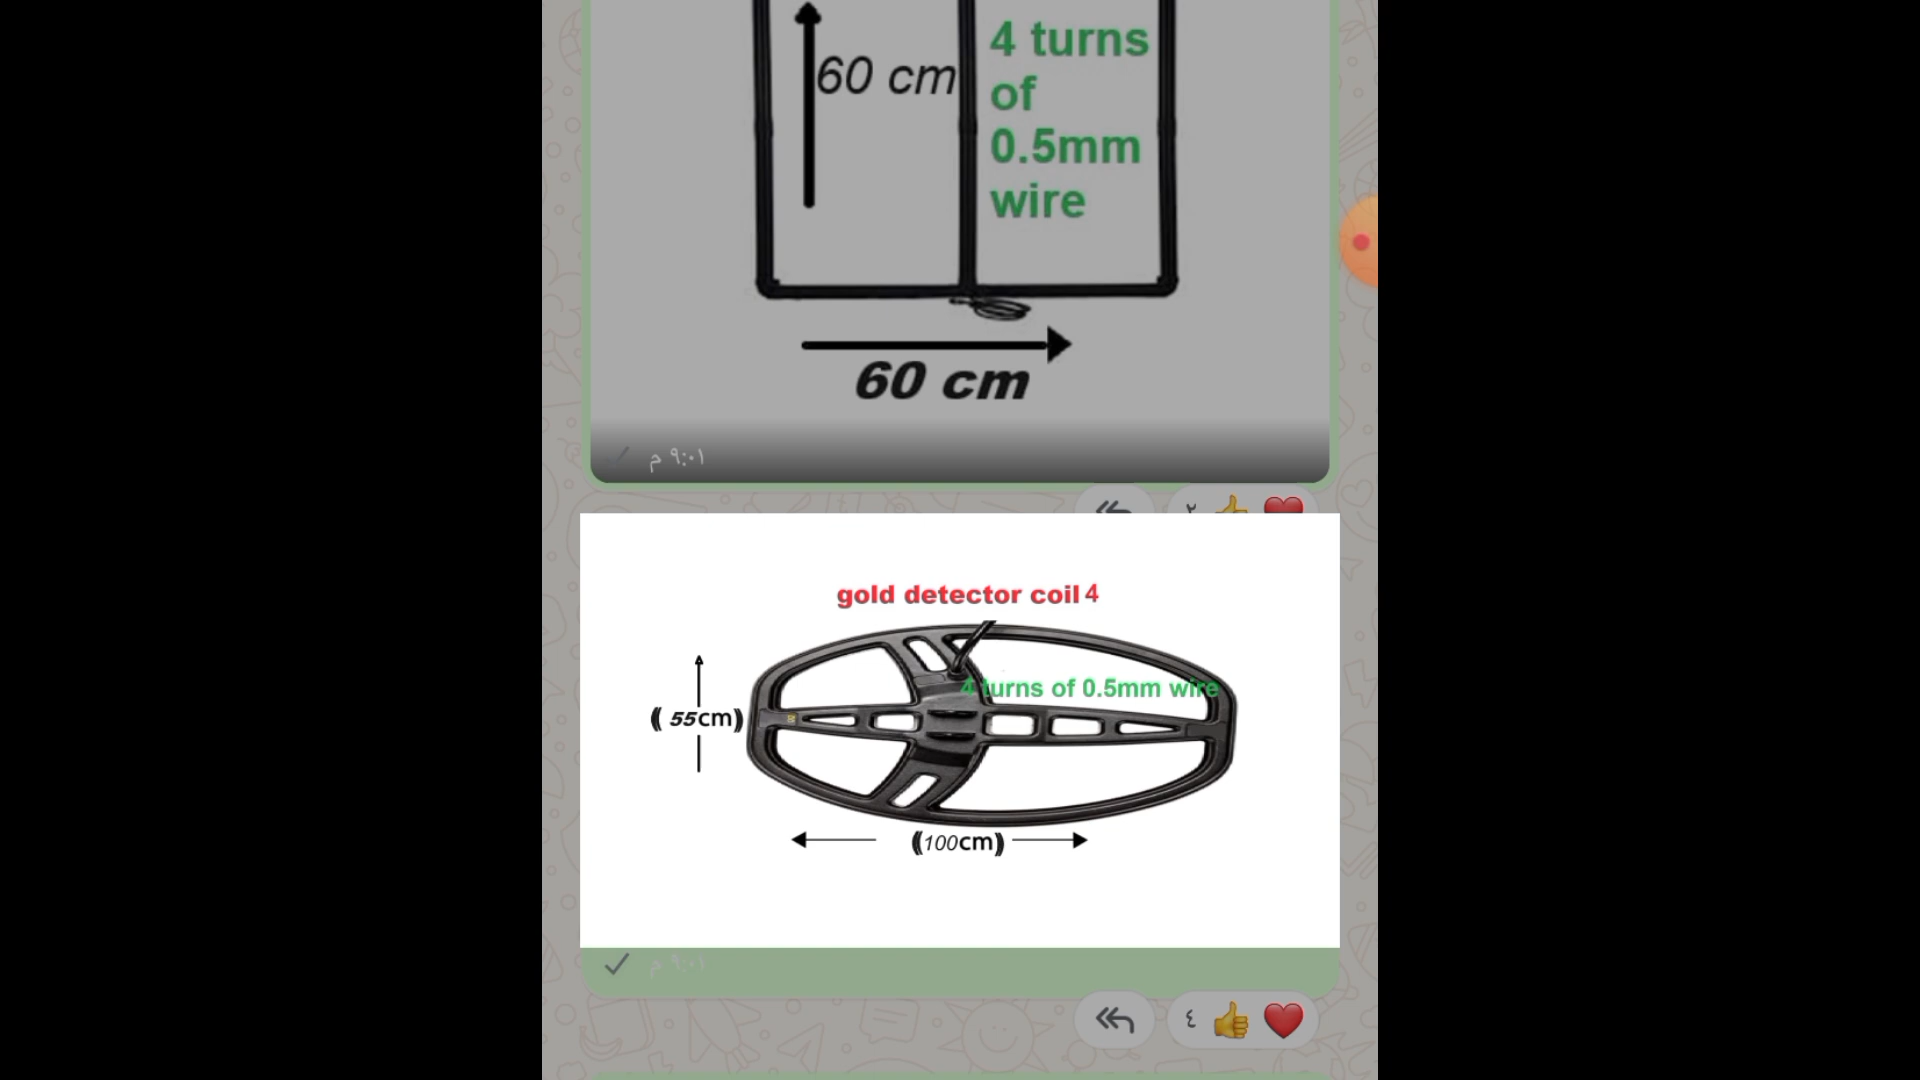 60 cm
4 turns
of
0.5mm
wire
60 cm
٩:٠١ م
٢ 👍 ❤️
gold detector coil 4
4 turns of 0.5mm wire
(( 55cm))
((100cm))
٩:٠١ م
٤ 👍 ❤️